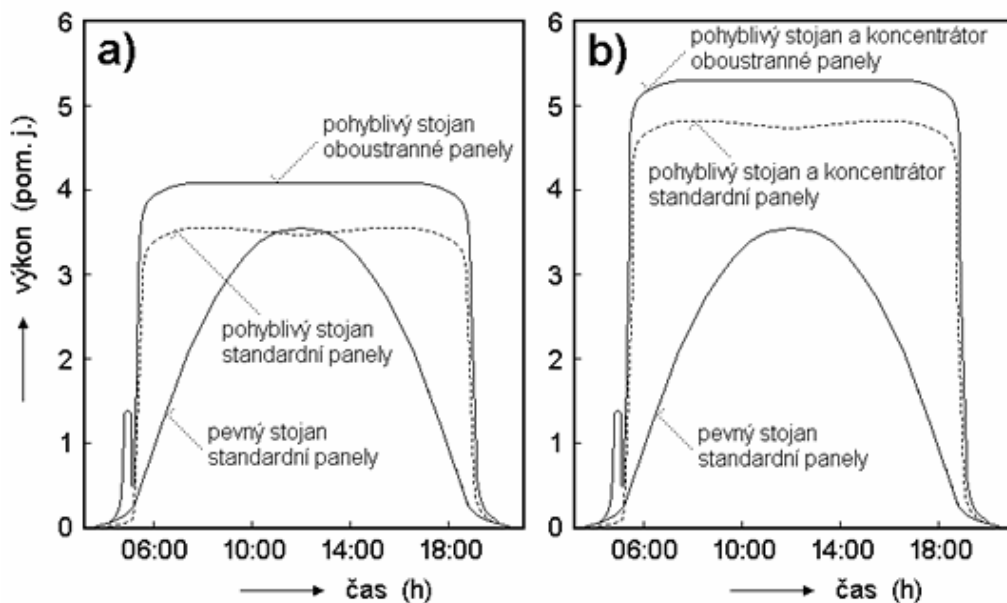 a)
6
5
4
3
2
1
0
výkon (pom. j.)
pohyblivý stojan
oboustranné panely
pohyblivý stojan
standardní panely
pevný stojan
standardní panely
06:00 10:00 14:00 18:00
čas (h)
b)
6
5
4
3
2
1
0
pohyblivý stojan a koncentrátor
oboustranné panely
pohyblivý stojan a koncentrátor
standardní panely
pevný stojan
standardní panely
06:00 10:00 14:00 18:00
čas (h)